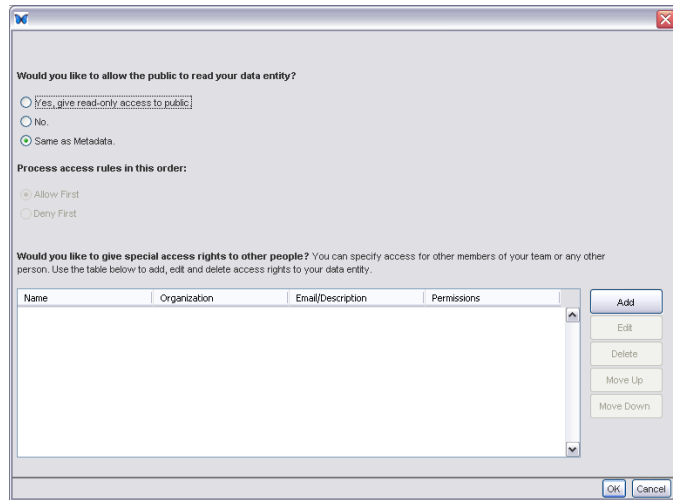 Would you like to allow the public to read your data entity?
Yes, give read-only access to public.
No.
Same as Metadata.
Process access rules in this order:
Allow First
Deny First
Would you like to give special access rights to other people? You can specify access for other members of your team or any other
person. Use the table below to add, edit and delete access rights to your data entity.
Name Organization Email/Description Permissions
Add
Edit
Delete
Move Up
Move Down
OK Cancel